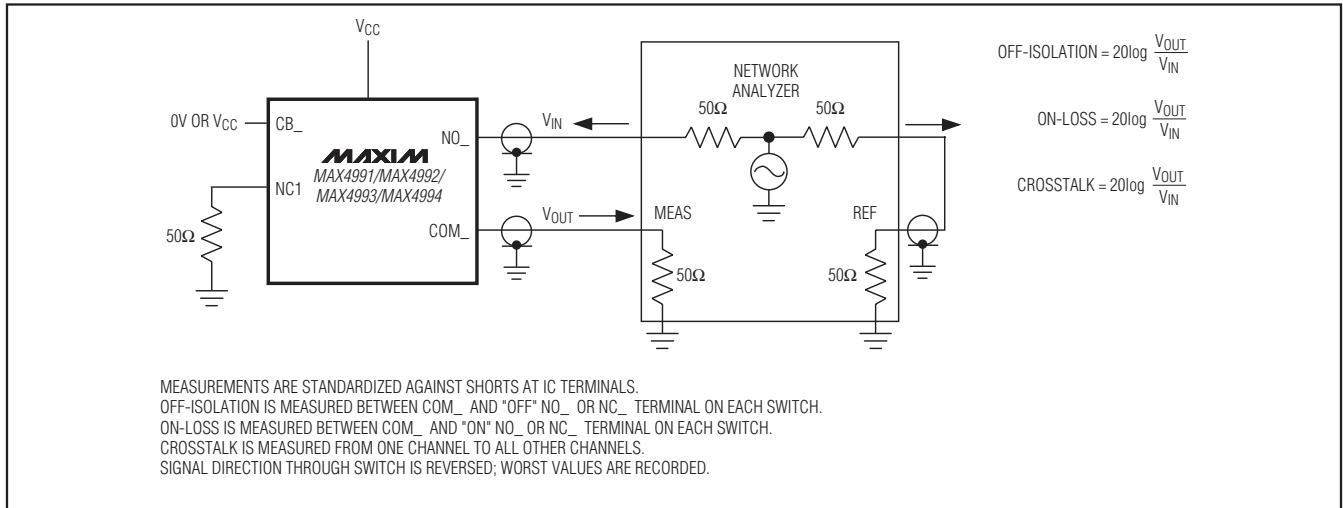 VCC
0V OR VCC
CB_
NO_
VIN
MAXIM
MAX4991/MAX4992/
MAX4993/MAX4994
NC1
50Ω
COM_
VOUT
NETWORK
ANALYZER
50Ω
50Ω
MEAS
REF
50Ω
50Ω
OFF-ISOLATION = 20log VOUT/VIN
ON-LOSS = 20log VOUT/VIN
CROSSTALK = 20log VOUT/VIN
MEASUREMENTS ARE STANDARDIZED AGAINST SHORTS AT IC TERMINALS.
OFF-ISOLATION IS MEASURED BETWEEN COM_ AND "OFF" NO_ OR NC_ TERMINAL ON EACH SWITCH.
ON-LOSS IS MEASURED BETWEEN COM_ AND "ON" NO_ OR NC_ TERMINAL ON EACH SWITCH.
CROSSTALK IS MEASURED FROM ONE CHANNEL TO ALL OTHER CHANNELS.
SIGNAL DIRECTION THROUGH SWITCH IS REVERSED; WORST VALUES ARE RECORDED.